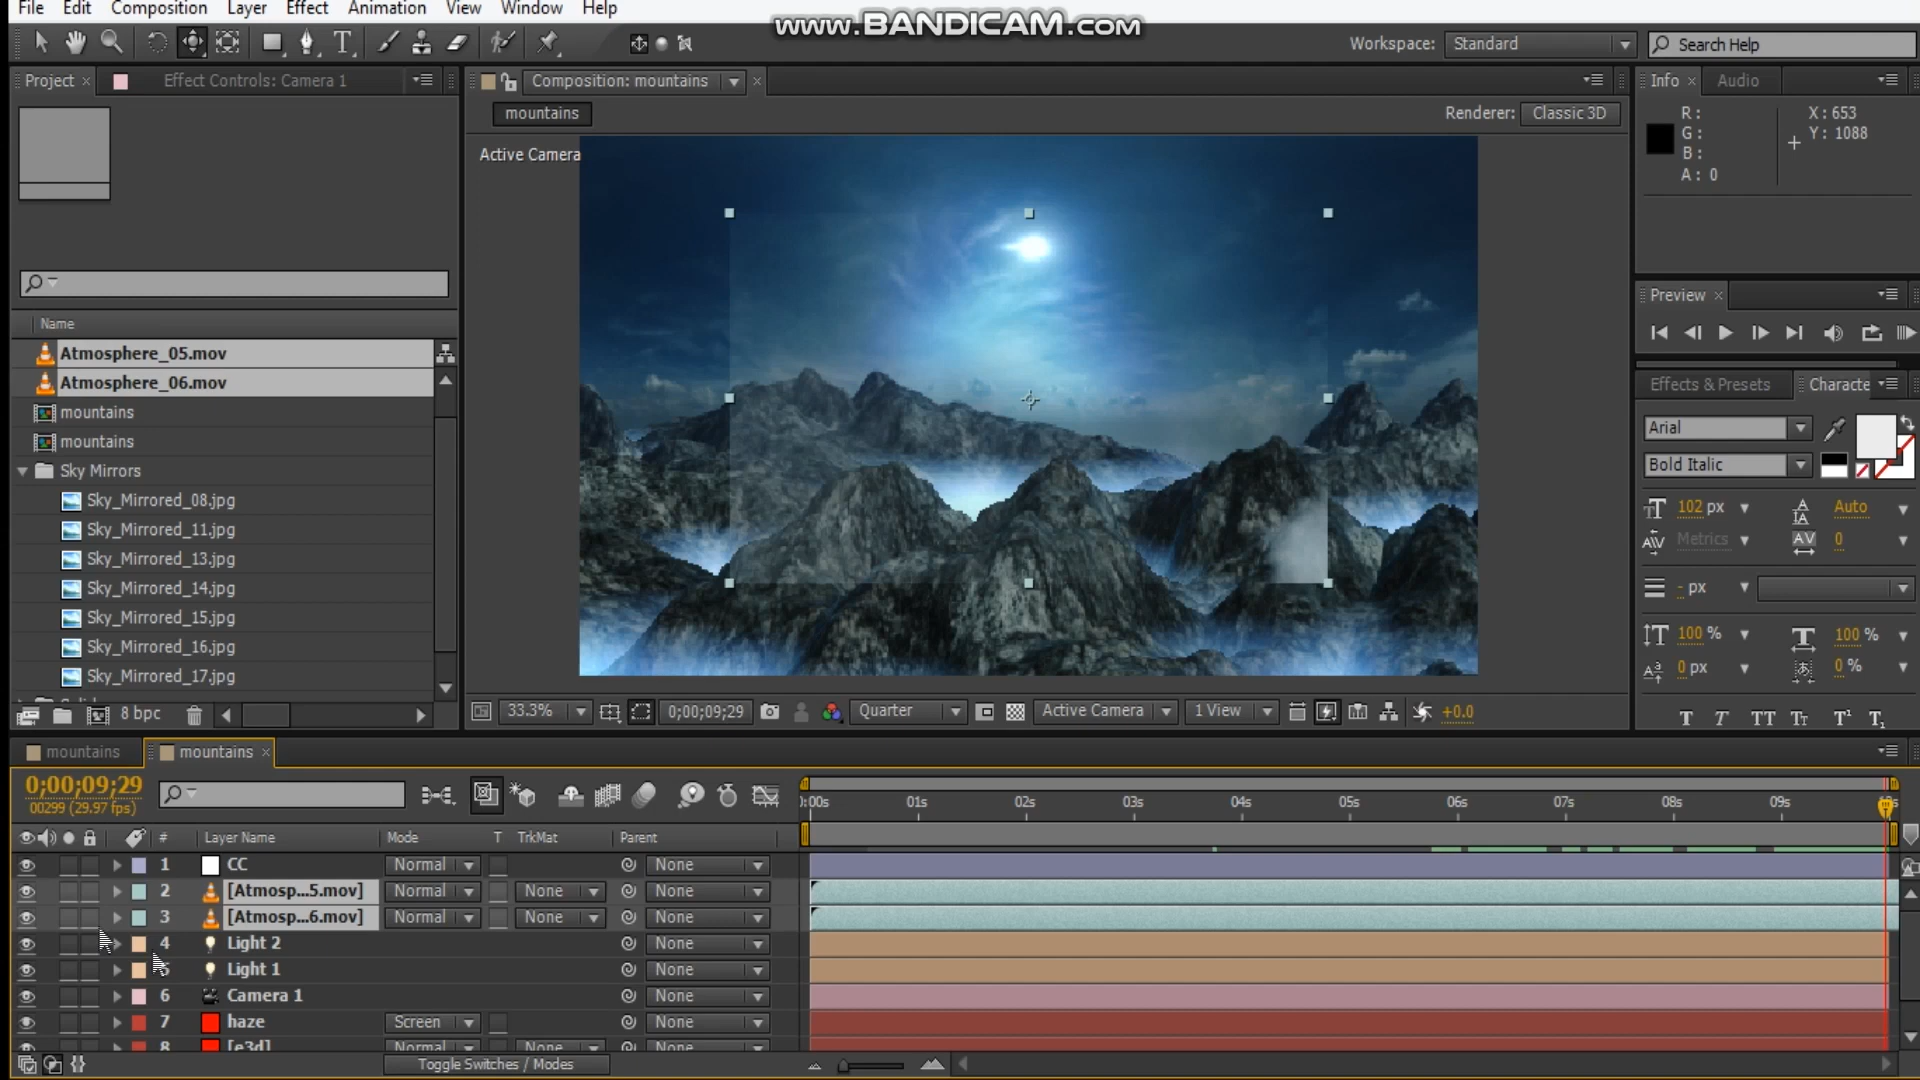 File Edit Composition Layer Effect Animation View Window Help
www.BANDICAM.com
Workspace: Standard Search Help
Project × Effect Controls: Camera 1
Composition: mountains ×
Info × Audio
mountains
Renderer: Classic 3D
R: X: 653
G: Y: 1088
B:
A: 0
Active Camera
Preview ×
Name
Atmosphere_05.mov
Atmosphere_06.mov
mountains
mountains
Sky Mirrors
Sky_Mirrored_08.jpg
Sky_Mirrored_11.jpg
Sky_Mirrored_13.jpg
Sky_Mirrored_14.jpg
Sky_Mirrored_15.jpg
Sky_Mirrored_16.jpg
Sky_Mirrored_17.jpg
8 bpc
Effects & Presets Characte
Arial
Bold Italic
102 px Auto
Metrics 0
- px
100 % 100 %
0 px 0 %
T T TT Tt T¹ T₁
33.3% 0;00;09;29 Quarter Active Camera 1 View +0.0
mountains mountains ×
0;00;09;29
00299 (29.97 fps)
01s 02s 03s 04s 05s 06s 07s 08s 09s
# Layer Name Mode T TrkMat Parent
1 CC Normal None
2 [Atmosp...5.mov] Normal None None
3 [Atmosp...6.mov] Normal None None
4 Light 2 None
5 Light 1 None
6 Camera 1 None
7 haze Screen None
8 [e3d] Normal None None
Toggle Switches / Modes